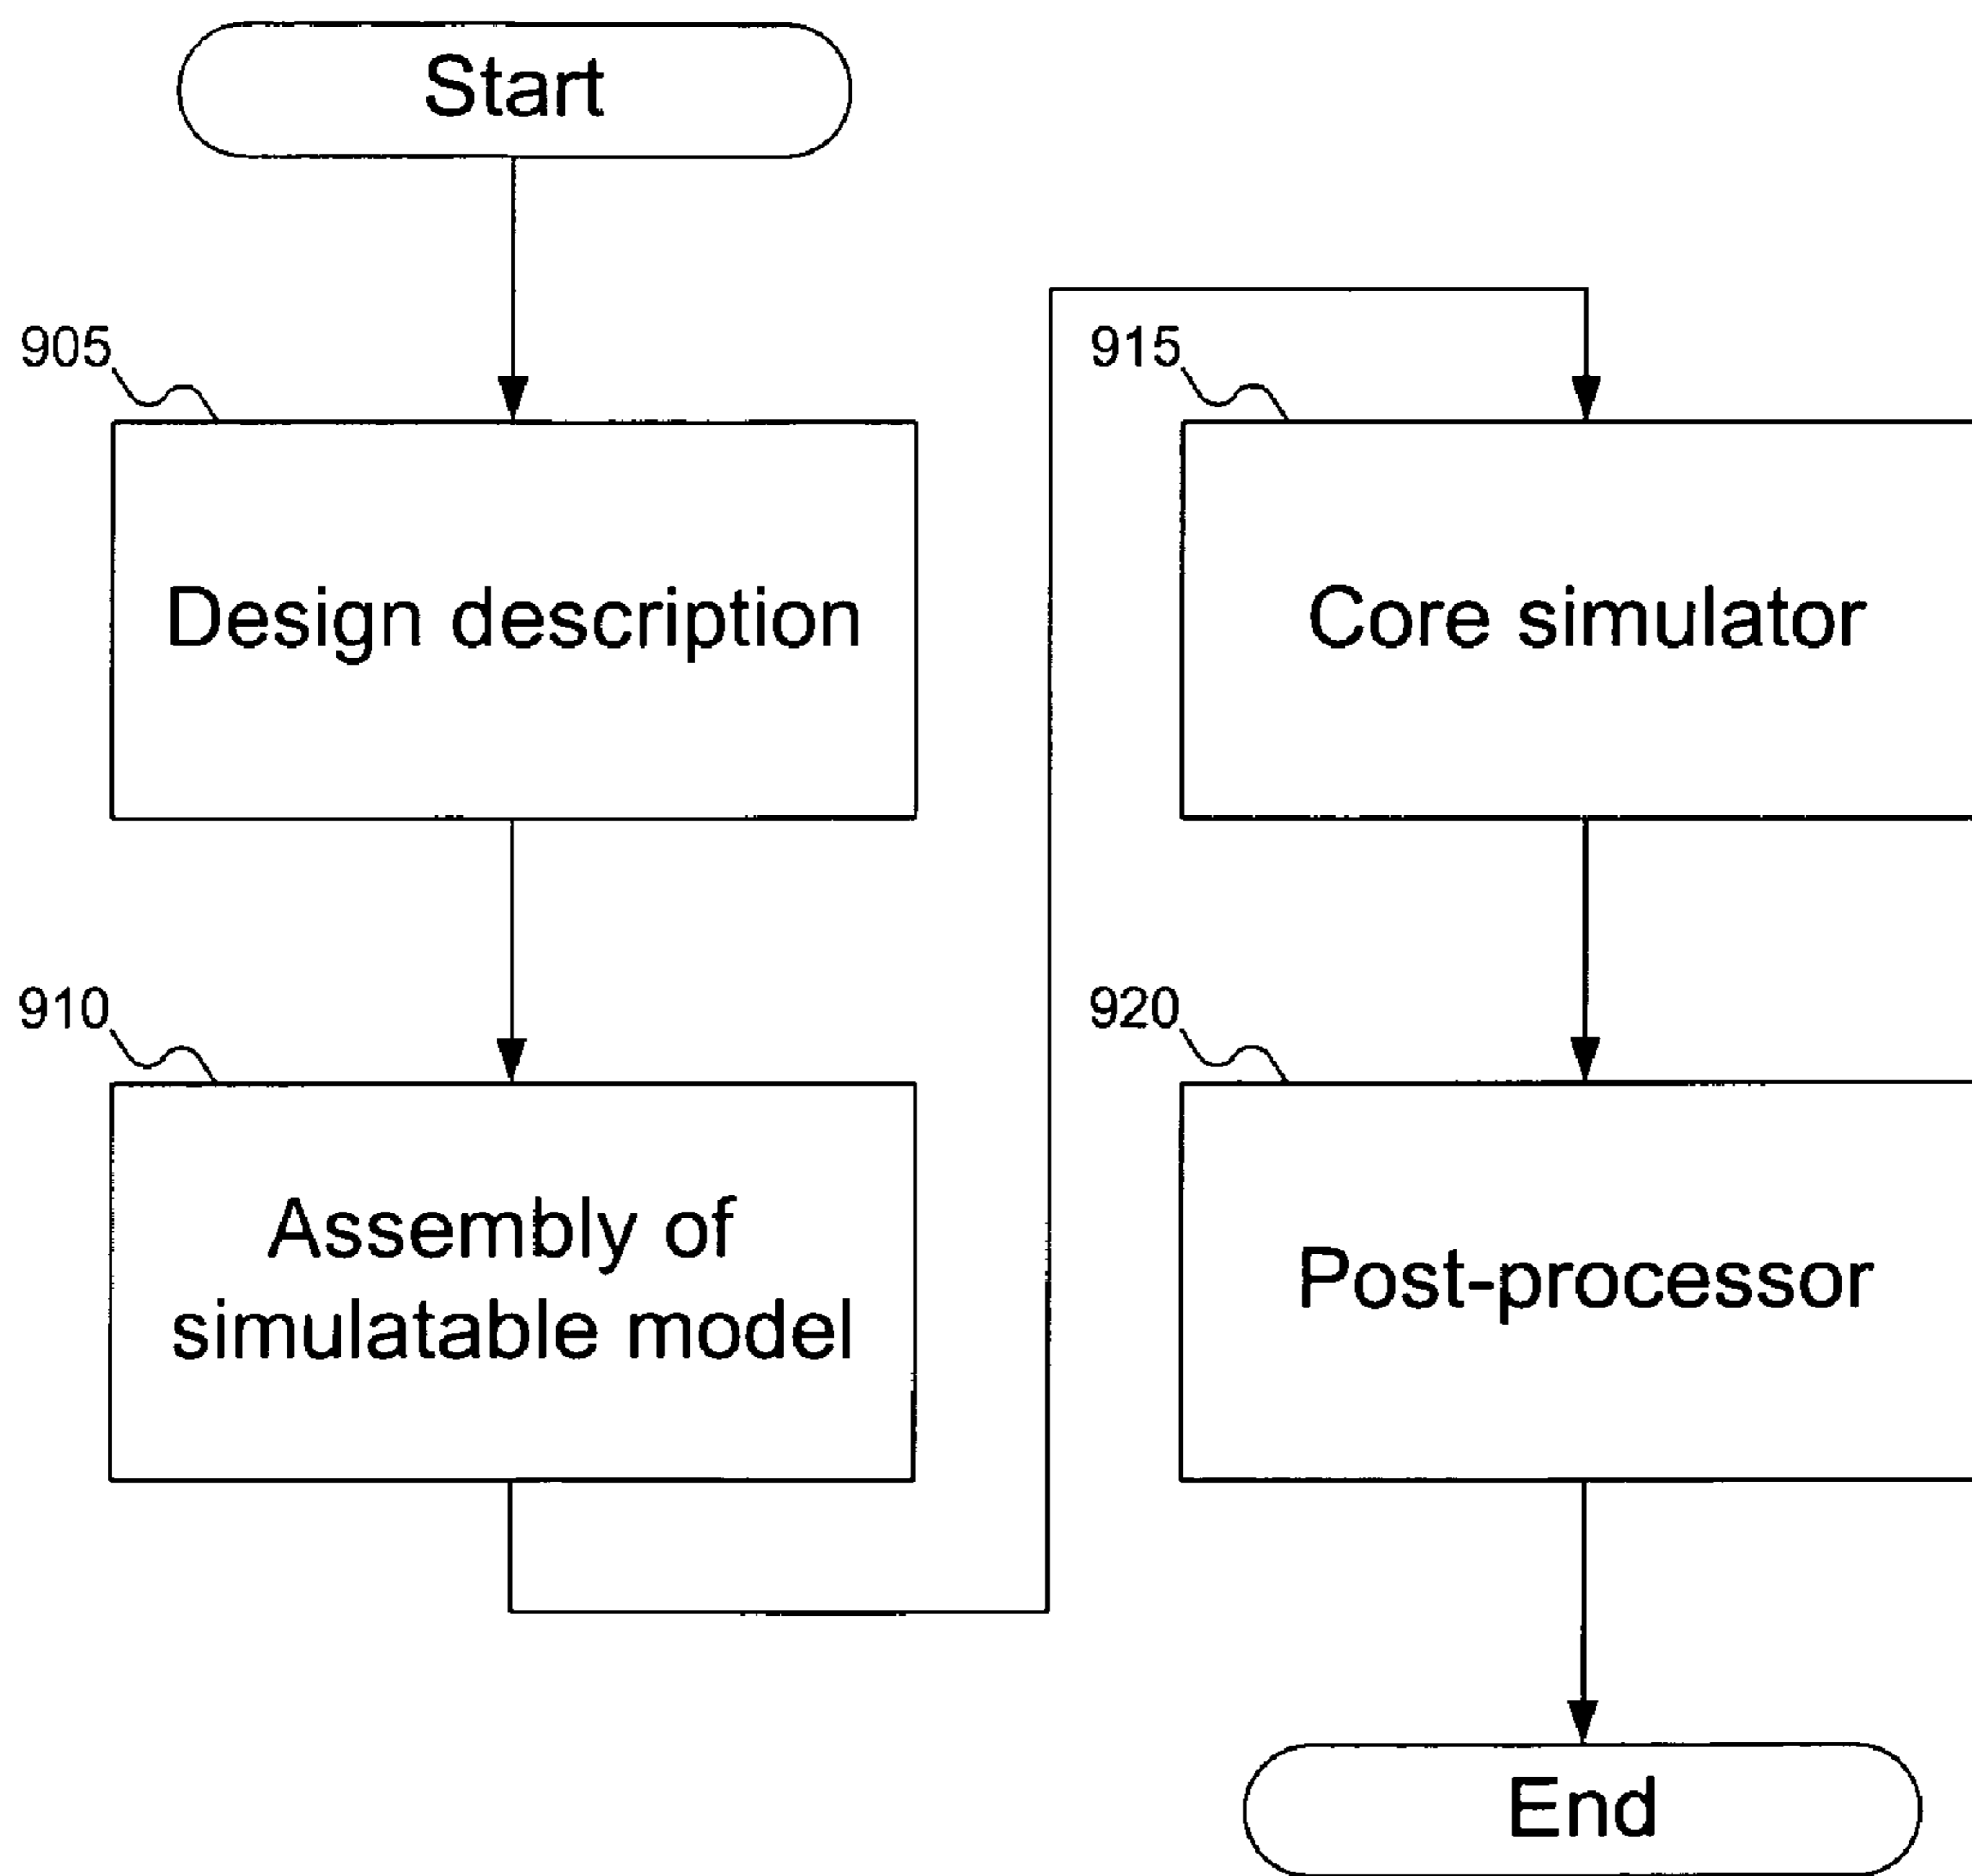 Start
905
Design description
910
Assembly of
simulatable model
915
Core simulator
920
Post-processor
End